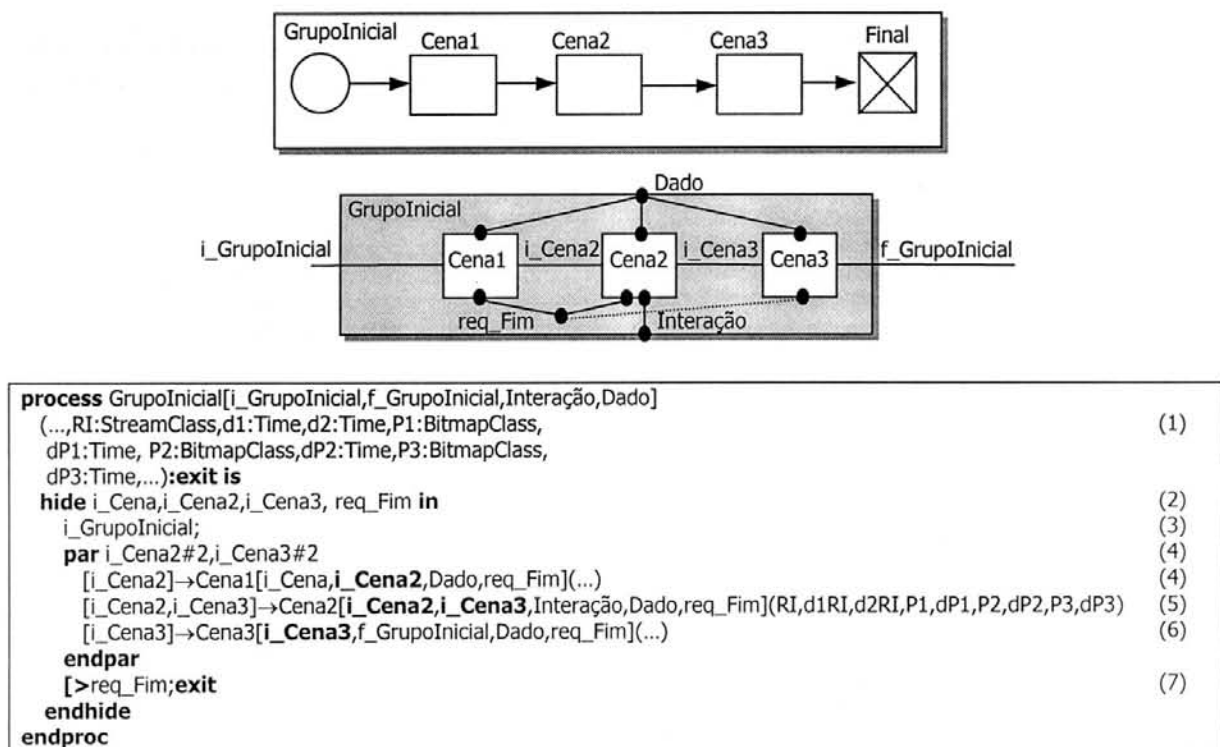 GrupoInicial
Cena1
Cena2
Cena3
Final
Dado
GrupoInicial
i_GrupoInicial
Cena1
i_Cena2
Cena2
i_Cena3
Cena3
f_GrupoInicial
req_Fim
Interação
process GrupoInicial[i_GrupoInicial,f_GrupoInicial,Interação,Dado]
(...,RI:StreamClass,d1:Time,d2:Time,P1:BitmapClass, (1)
dP1:Time, P2:BitmapClass,dP2:Time,P3:BitmapClass,
dP3:Time,...):exit is
hide i_Cena,i_Cena2,i_Cena3, req_Fim in (2)
i_GrupoInicial; (3)
par i_Cena2#2,i_Cena3#2 (4)
[i_Cena2]→Cena1[i_Cena,i_Cena2,Dado,req_Fim](...) (4)
[i_Cena2,i_Cena3]→Cena2[i_Cena2,i_Cena3,Interação,Dado,req_Fim](RI,d1RI,d2RI,P1,dP1,P2,dP2,P3,dP3) (5)
[i_Cena3]→Cena3[i_Cena3,f_GrupoInicial,Dado,req_Fim](...) (6)
endpar
[>req_Fim;exit (7)
endhide
endproc